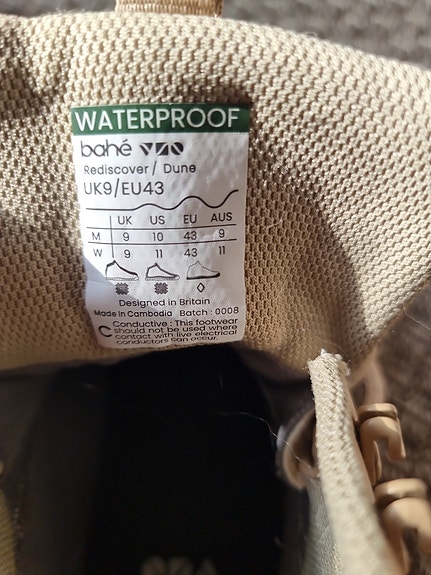 WATERPROOF
bahé
Rediscover / Dune
UK9/EU43
UK US EU AUS
M 9 10 43 9
W 9 11 43 11
Designed in Britain
Made in Cambodia Batch : 0008
C Conductive : This footwear
should not be used where
contact with live electrical
conductors can occur.